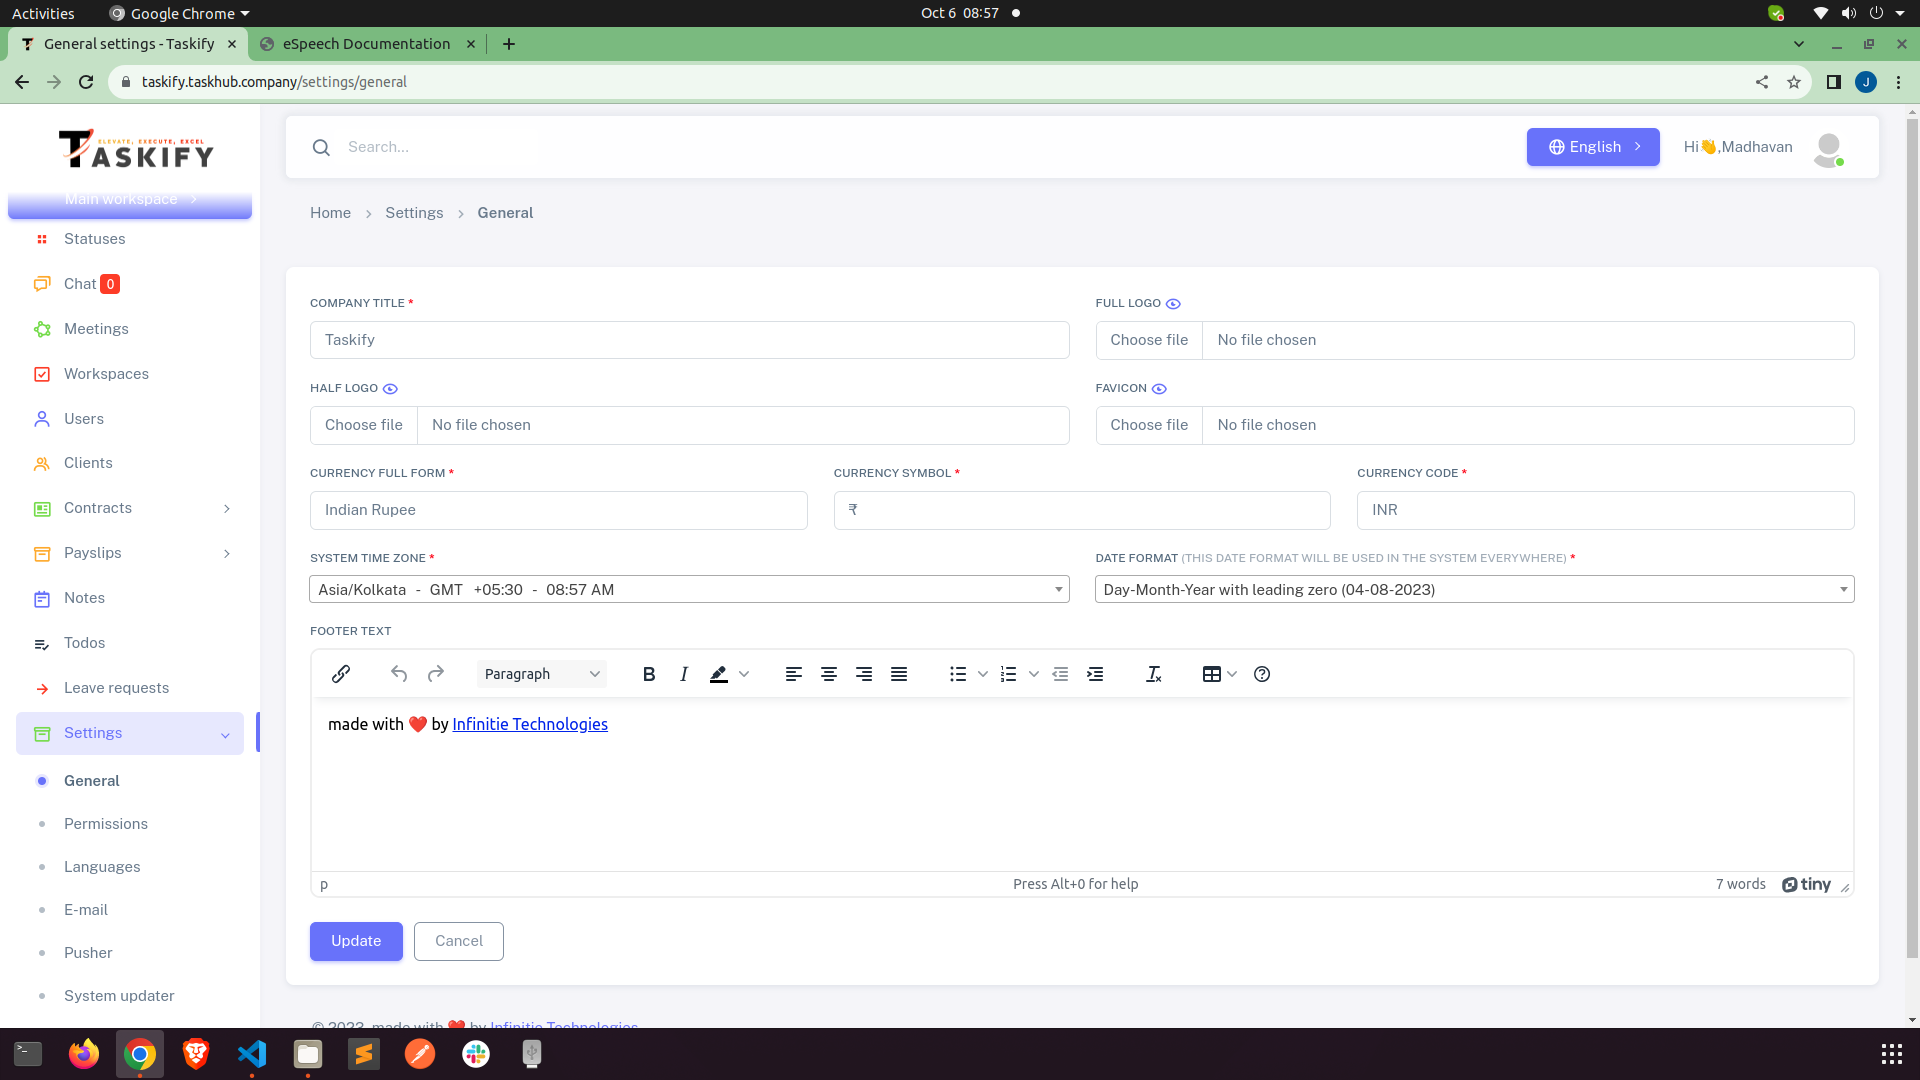 Activities Google Chrome Oct 6 08:57
General settings - Taskify eSpeech Documentation
taskify.taskhub.company/settings/general J
ELEVATE, EXECUTE, EXCEL
TASKIFY
Search... English Hi👋,Madhavan
Main workspace
Home Settings General
Statuses
Chat 0
Meetings
Workspaces
Users
Clients
Contracts
Payslips
Notes
Todos
Leave requests
Settings
General
Permissions
Languages
E-mail
Pusher
System updater
COMPANY TITLE * FULL LOGO
Taskify Choose file No file chosen
HALF LOGO FAVICON
Choose file No file chosen Choose file No file chosen
CURRENCY FULL FORM * CURRENCY SYMBOL * CURRENCY CODE *
Indian Rupee ₹ INR
SYSTEM TIME ZONE * DATE FORMAT (THIS DATE FORMAT WILL BE USED IN THE SYSTEM EVERYWHERE) *
Asia/Kolkata - GMT +05:30 - 08:57 AM Day-Month-Year with leading zero (04-08-2023)
FOOTER TEXT
Paragraph B I
made with ❤️ by Infinitie Technologies
p Press Alt+0 for help 7 words tiny
Update Cancel
© 2023, made with ❤️ by Infinitie Technologies